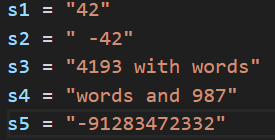 s1 = "42"
s2 = " -42"
s3 = "4193 with words"
s4 = "words and 987"
s5 = "-91283472332"